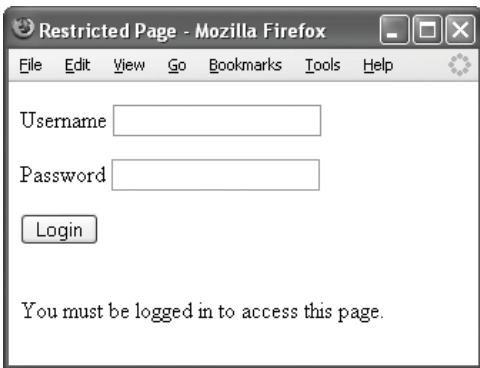 Restricted Page - Mozilla Firefox
File Edit View Go Bookmarks Tools Help
Username
Password
Login
You must be logged in to access this page.